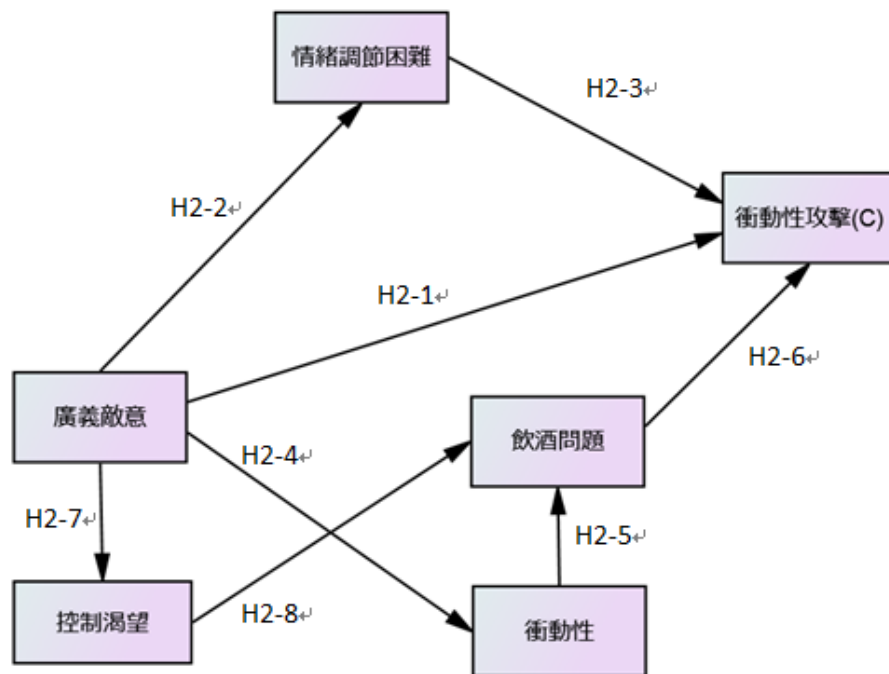 情緒調節困難
H2-3↵
衝動性攻擊(C)
H2-2↵
H2-1↵
H2-6↵
廣義敵意
飲酒問題
H2-4↵
H2-7↵
H2-5↵
控制渴望
H2-8↵
衝動性